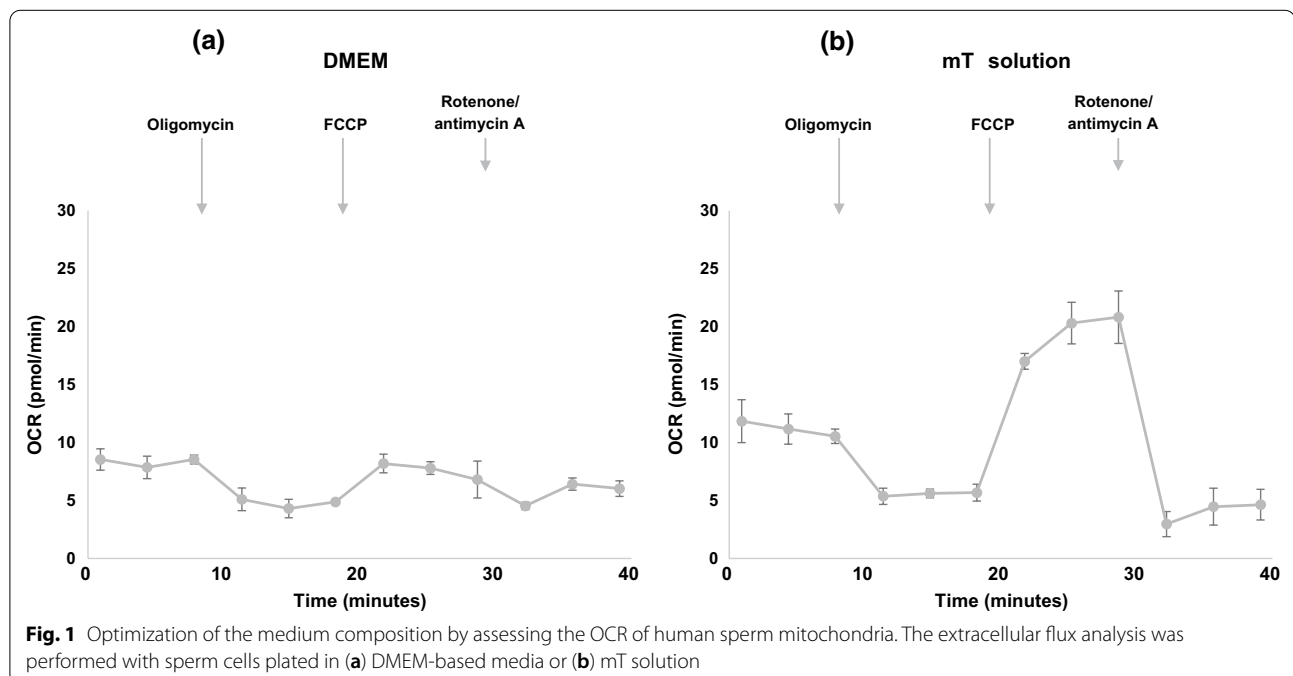 (a)
DMEM
Oligomycin
FCCP
Rotenone/
antimycin A
30
25
20
15
10
5
0
OCR (pmol/min)
0 10 20 30 40
Time (minutes)
(b)
mT solution
Oligomycin
FCCP
Rotenone/
antimycin A
30
25
20
15
10
5
0
OCR (pmol/min)
0 10 20 30 40
Time (minutes)
Fig. 1 Optimization of the medium composition by assessing the OCR of human sperm mitochondria. The extracellular flux analysis was
performed with sperm cells plated in (a) DMEM-based media or (b) mT solution